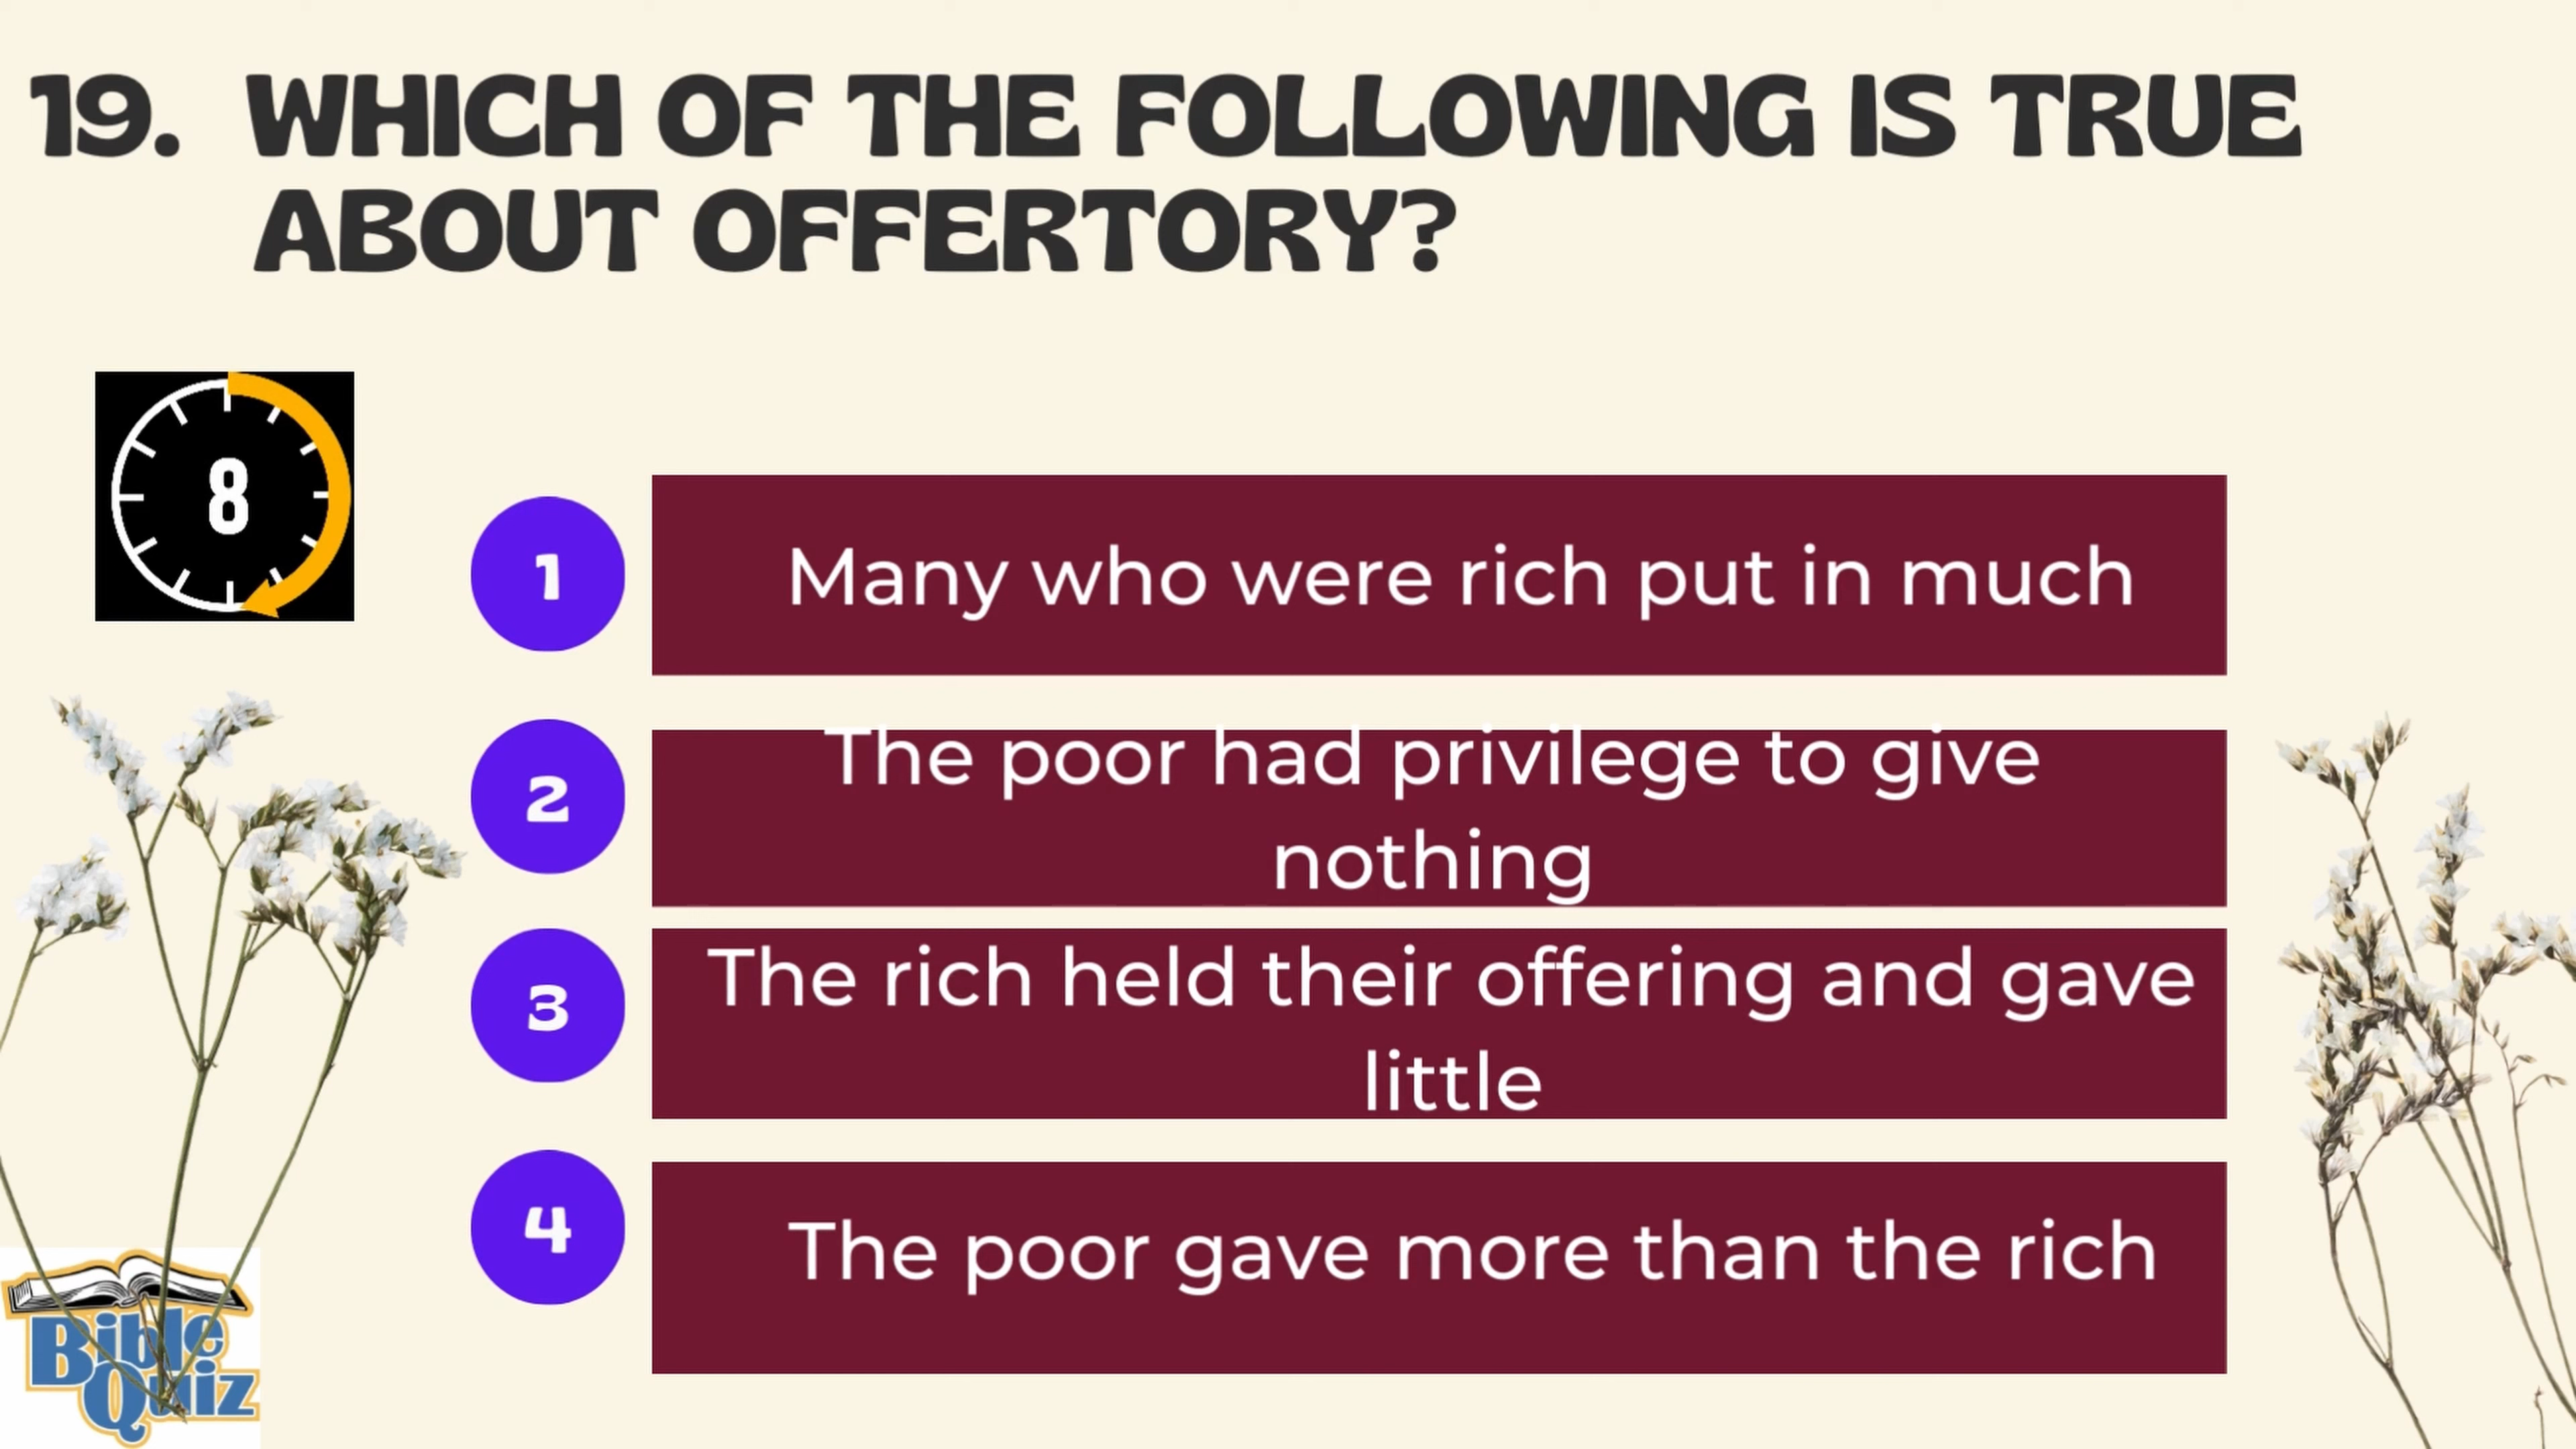 19. WHICH OF THE FOLLOWING IS TRUE
ABOUT OFFERTORY?
8
1
Many who were rich put in much
2
The poor had privilege to give
nothing
3
The rich held their offering and gave
little
4
The poor gave more than the rich
Bible
Quiz